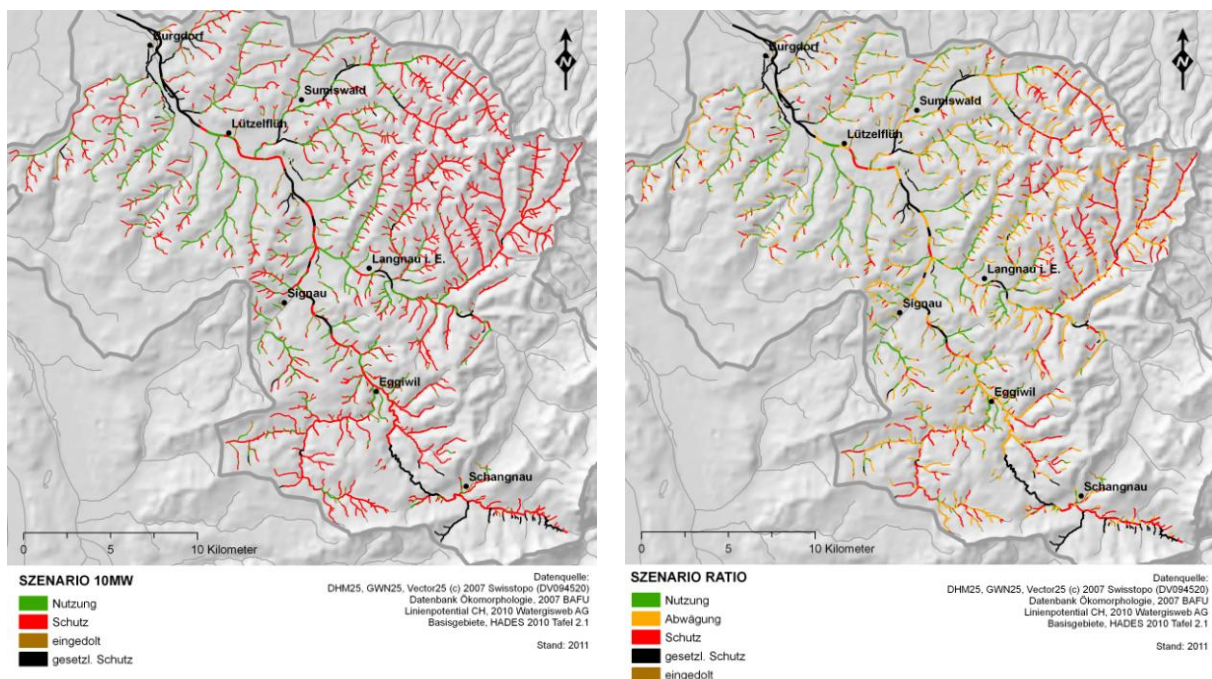 Burgdorf
N
Sumiswald
Lützelflüh
Langnau i. E.
Signau
Eggiwil
Schangnau
0 5 10 Kilometer
SZENARIO 10MW
Nutzung
Schutz
eingedolt
gesetzl. Schutz
Datenquelle:
DHM25, GWN25, Vector25 (c) 2007 Swisstopo (DV094520)
Datenbank Ökomorphologie, 2007 BAFU
Linienpotential CH, 2010 Watergisweb AG
Basisgebiete, HADES 2010 Tafel 2.1
Stand: 2011
Burgdorf
N
Sumiswald
Lützelflüh
Langnau i. E.
Signau
Eggiwil
Schangnau
0 5 10 Kilometer
SZENARIO RATIO
Nutzung
Abwägung
Schutz
gesetzl. Schutz
eingedolt
Datenquelle:
DHM25, GWN25, Vector25 (c) 2007 Swisstopo (DV094520)
Datenbank Ökomorphologie, 2007 BAFU
Linienpotential CH, 2010 Watergisweb AG
Basisgebiete, HADES 2010 Tafel 2.1
Stand: 2011